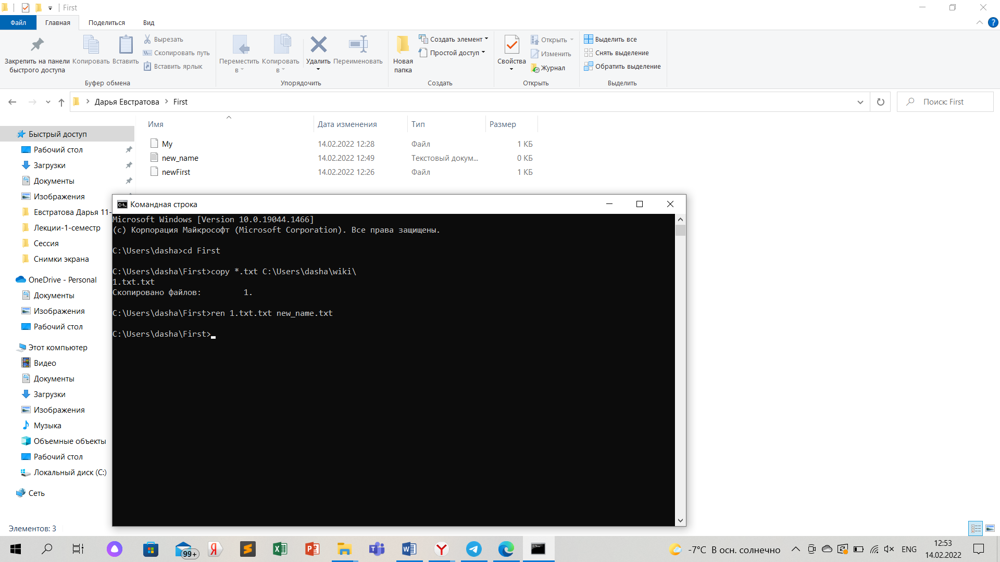 First
Файл Главная Поделиться Вид
Закрепить на панели быстрого доступа
Копировать
Вставить
Вырезать
Скопировать путь
Вставить ярлык
Буфер обмена
Переместить в
Копировать в
Удалить
Переименовать
Упорядочить
Новая папка
Создать элемент
Простой доступ
Создать
Свойства
Открыть
Изменить
Журнал
Открыть
Выделить все
Снять выделение
Обратить выделение
Выделить
Дарья Евстратова > First
Поиск: First
Имя Дата изменения Тип Размер
My 14.02.2022 12:28 Файл 1 КБ
new_name 14.02.2022 12:49 Текстовый докум... 0 КБ
newFirst 14.02.2022 12:26 Файл 1 КБ
Быстрый доступ
Рабочий стол
Загрузки
Документы
Изображения
Евстратова Дарья 11-
Лекции-1-семестр
Сессия
Снимки экрана
OneDrive - Personal
Документы
Изображения
Рабочий стол
Этот компьютер
Видео
Документы
Загрузки
Изображения
Музыка
Объемные объекты
Рабочий стол
Локальный диск (C:)
Сеть
Элементов: 3
Командная строка
Microsoft Windows [Version 10.0.19044.1466]
(c) Корпорация Майкрософт (Microsoft Corporation). Все права защищены.
C:\Users\dasha>cd First
C:\Users\dasha\First>copy *.txt C:\Users\dasha\wiki\
1.txt.txt
Скопировано файлов: 1.
C:\Users\dasha\First>ren 1.txt.txt new_name.txt
C:\Users\dasha\First>
99+
-7°C В осн. солнечно
ENG
12:53
14.02.2022